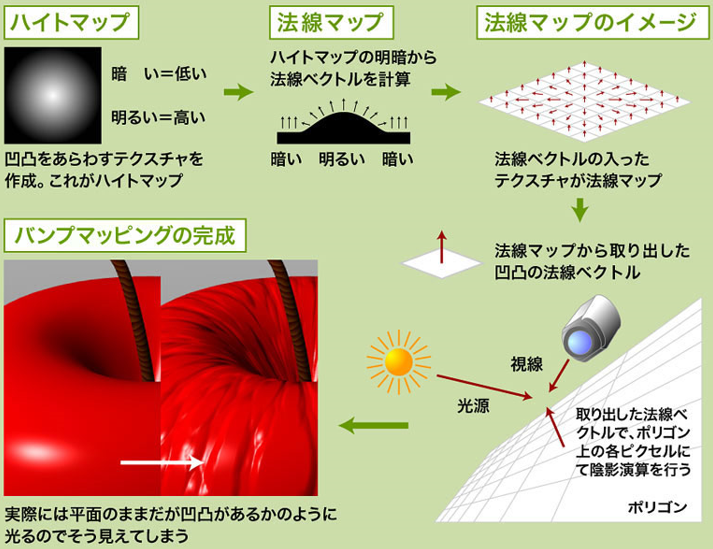 ハイトマップ
暗　い=低い
明るい=高い
凹凸をあらわすテクスチャを
作成。これがハイトマップ
法線マップ
ハイトマップの明暗から
法線ベクトルを計算
暗い　明るい　暗い
法線マップのイメージ
法線ベクトルの入った
テクスチャが法線マップ
法線マップから取り出した
凹凸の法線ベクトル
視線
光源
取り出した法線ベ
クトルで、ポリゴン
上の各ピクセルに
て陰影演算を行う
ポリゴン
バンプマッピングの完成
実際には平面のままだが凹凸があるかのように
光るのでそう見えてしまう